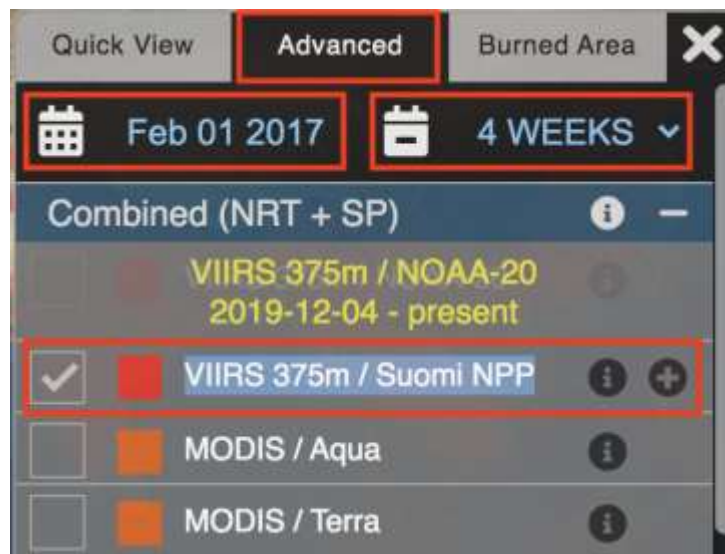 Quick View Advanced Burned Area
Feb 01 2017 4 WEEKS
Combined (NRT + SP)
VIIRS 375m / NOAA-20
2019-12-04 - present
VIIRS 375m / Suomi NPP
MODIS / Aqua
MODIS / Terra